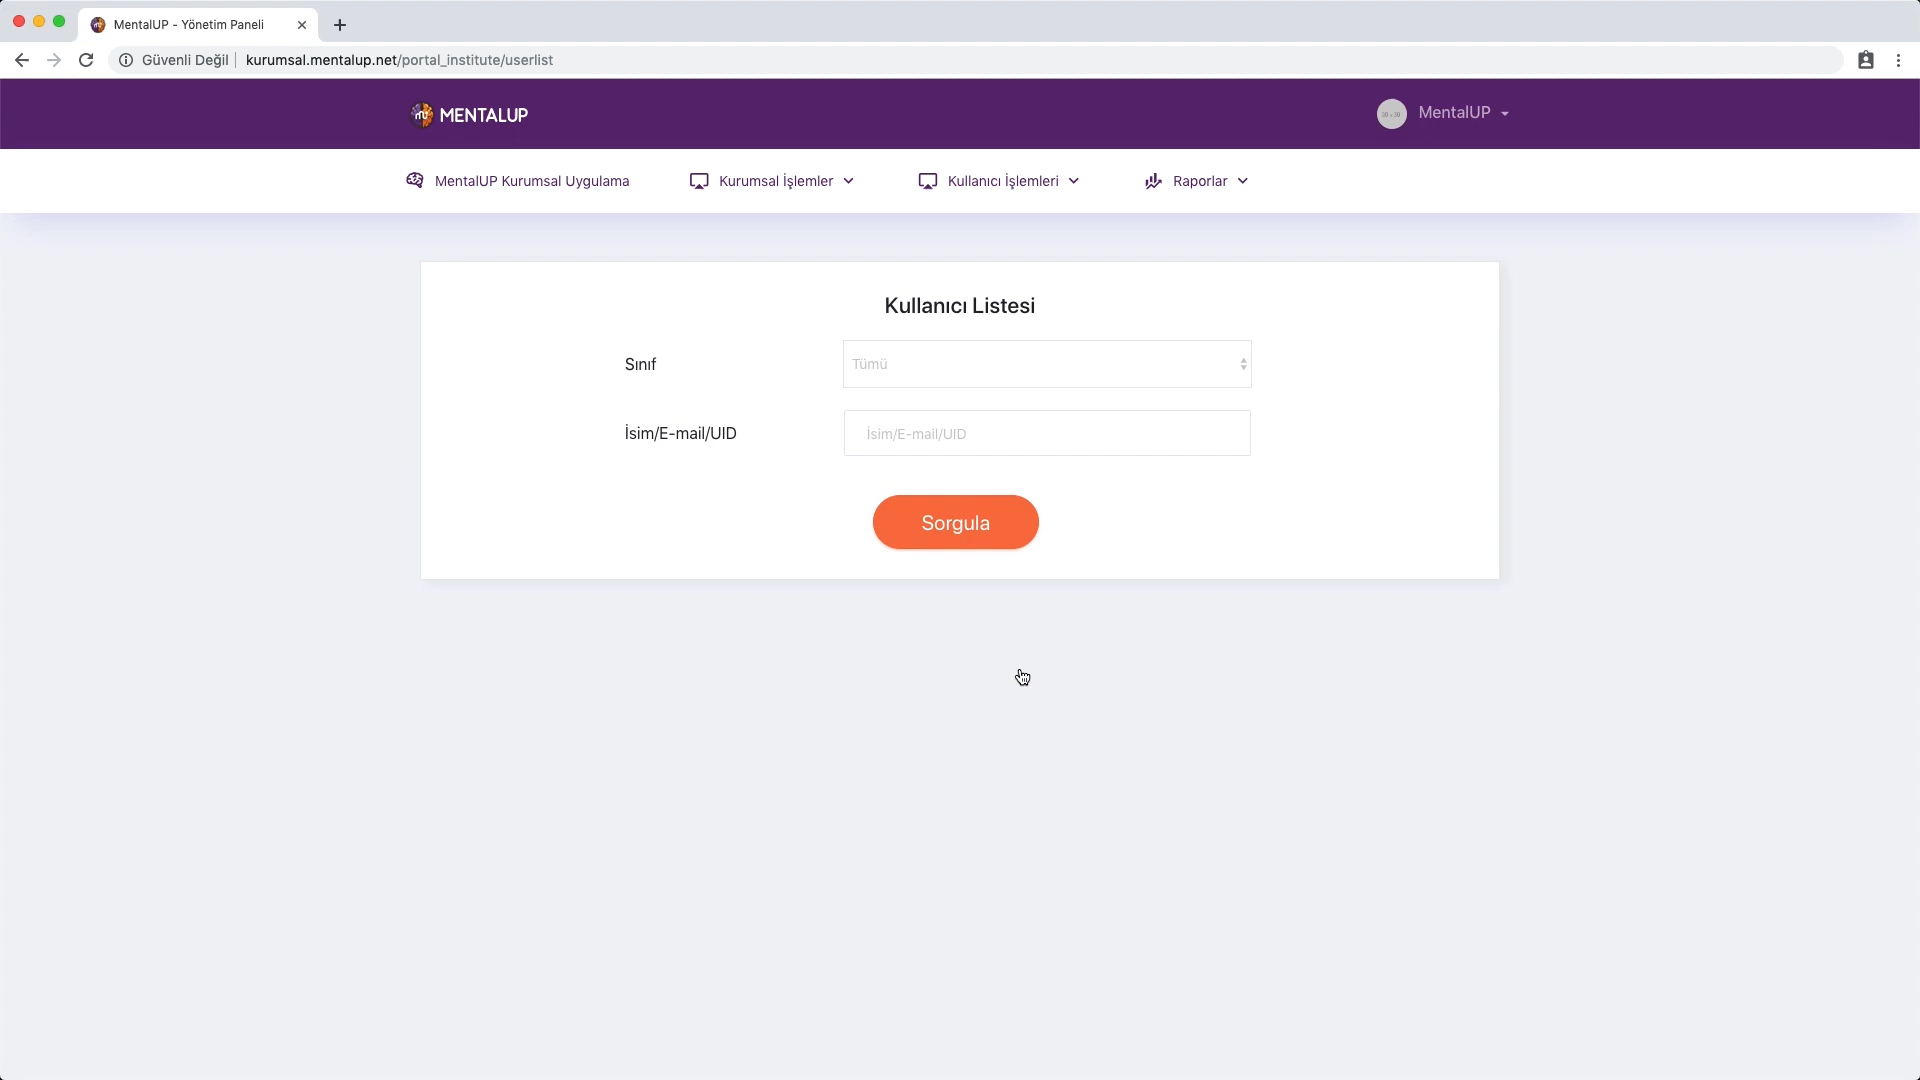 MentalUP - Yönetim Paneli
Güvenli Değil kurumsal.mentalup.net/portal_institute/userlist
MENTALUP
MentalUP
MentalUP Kurumsal Uygulama
Kurumsal İşlemler
Kullanıcı İşlemleri
Raporlar
Kullanıcı Listesi
Sınıf
Tümü
İsim/E-mail/UID
İsim/E-mail/UID
Sorgula